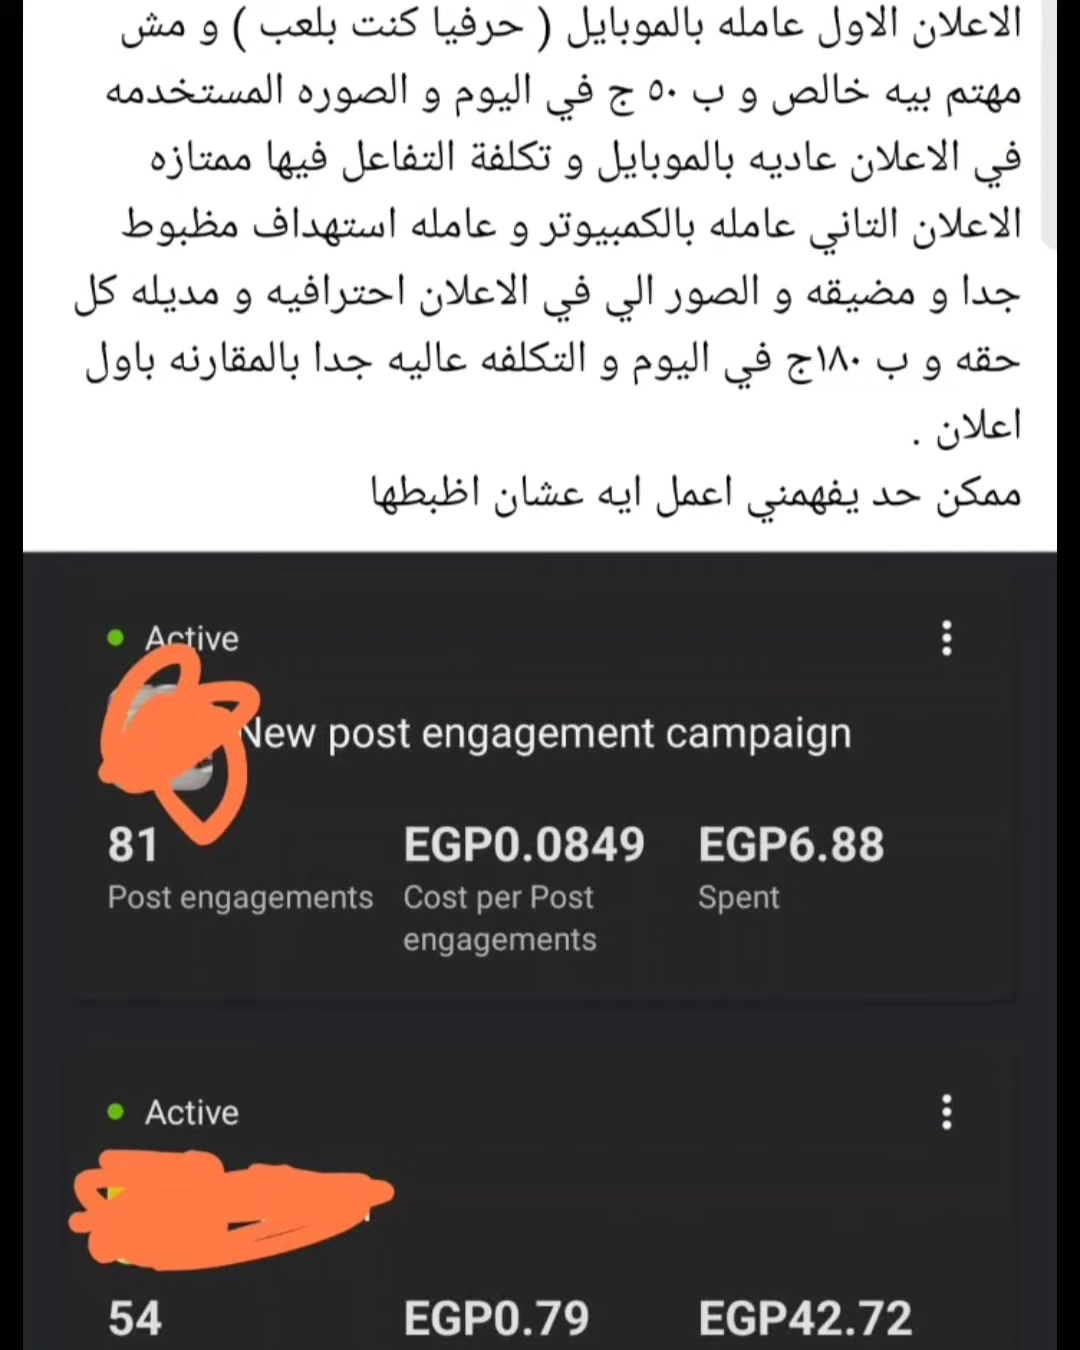 الاعلان الاول عامله بالموبايل ( حرفيا كنت بلعب ) و مش
مهتم بيه خالص و ب ٥٠ ج في اليوم و الصوره المستخدمه
في الاعلان عاديه بالموبايل و تكلفة التفاعل فيها ممتازه
الاعلان التاني عامله بالكمبيوتر و عامله استهداف مظبوط
جدا و مضيقه و الصور الي في الاعلان احترافيه و مديله كل
حقه و ب ١٨٠ج في اليوم و التكلفه عاليه جدا بالمقارنه باول
اعلان .
ممكن حد يفهمني اعمل ايه عشان اظبطها
Active
New post engagement campaign
81 EGP0.0849 EGP6.88
Post engagements Cost per Post Spent
engagements
Active
54 EGP0.79 EGP42.72